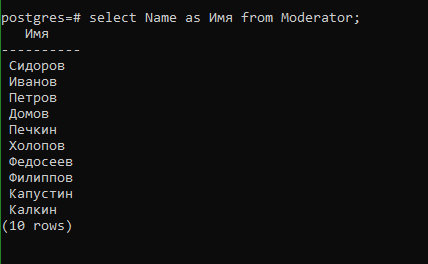 postgres=# select Name as Имя from Moderator;
Имя
----------
Сидоров
Иванов
Петров
Домов
Печкин
Холопов
Федосеев
Филиппов
Капустин
Калкин
(10 rows)